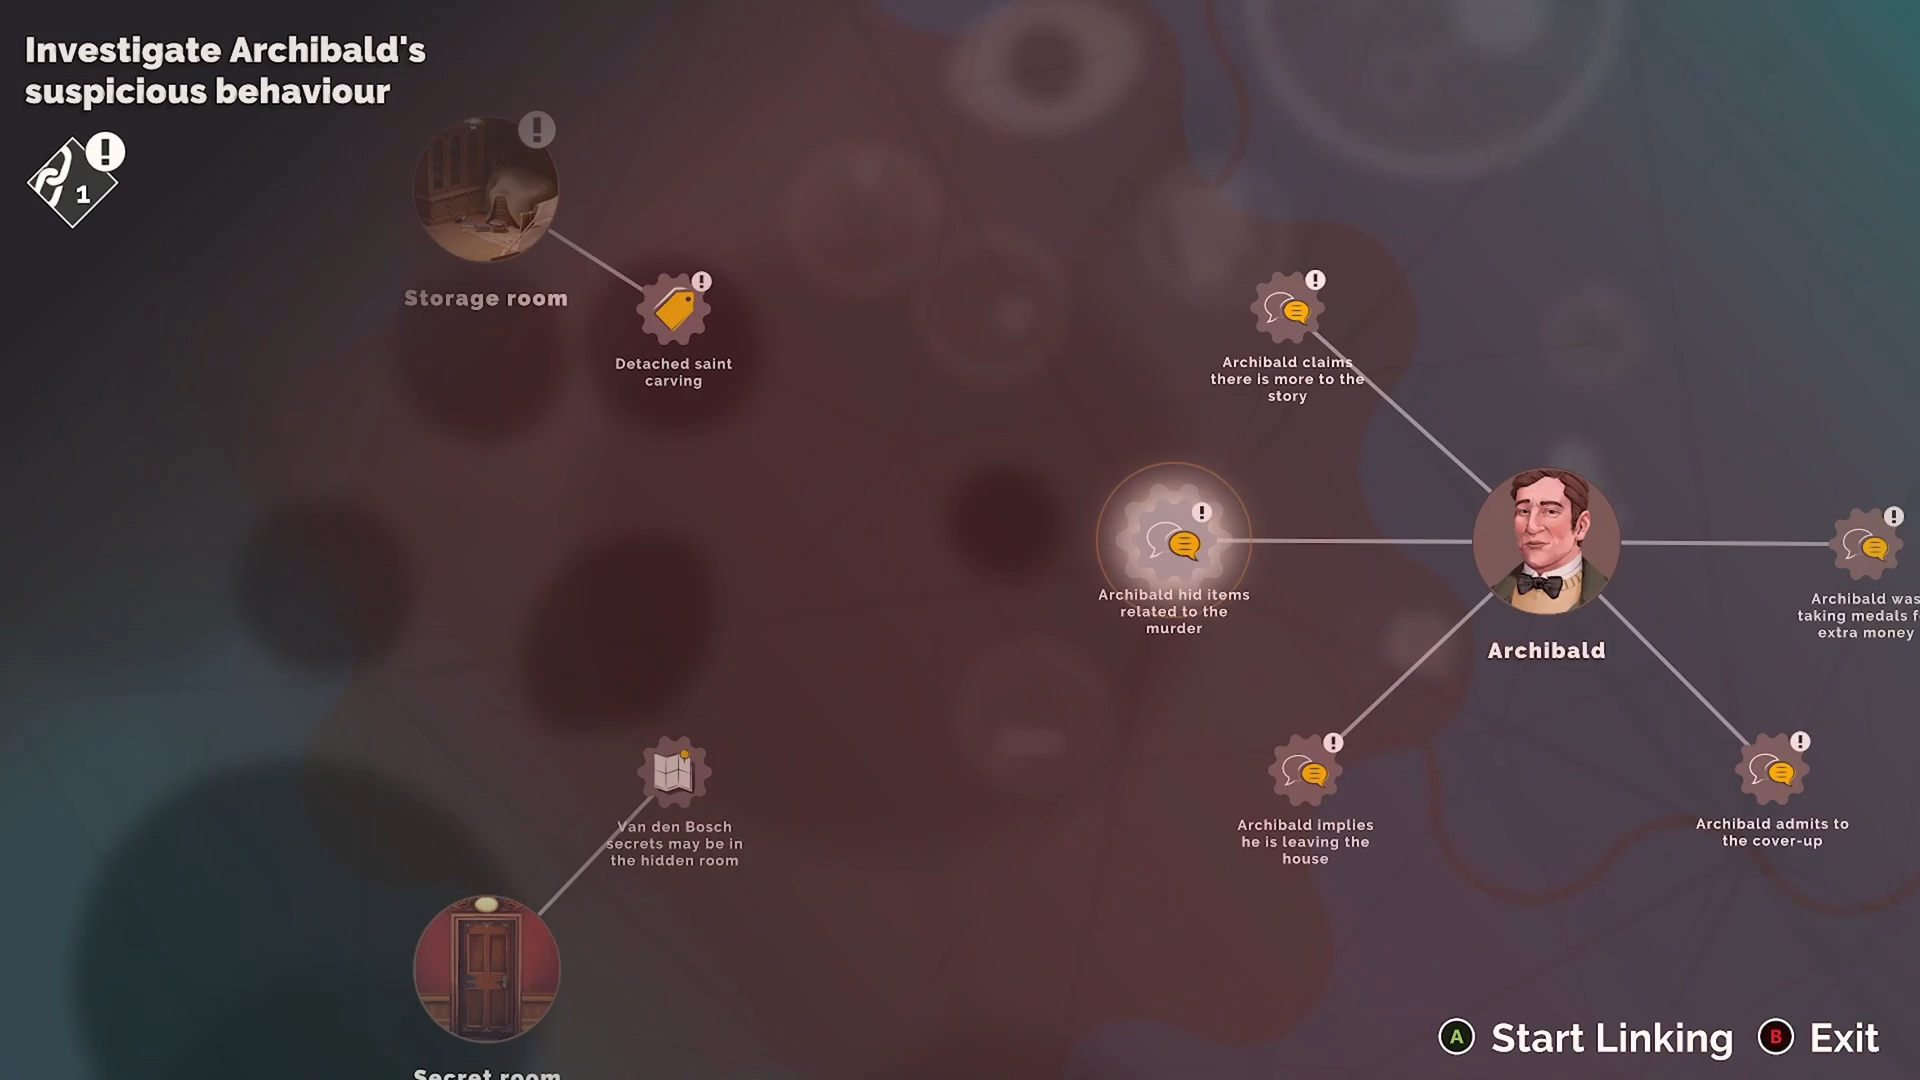 Investigate Archibald's
suspicious behaviour
1
Storage room
Detached saint
carving
Archibald claims
there is more to the
story
Archibald hid items
related to the
murder
Archibald
Archibald was
taking medals
extra money
Van den Bosch
secrets may be in
the hidden room
Archibald implies
he is leaving the
house
Archibald admits to
the cover-up
Secret room
A Start Linking B Exit